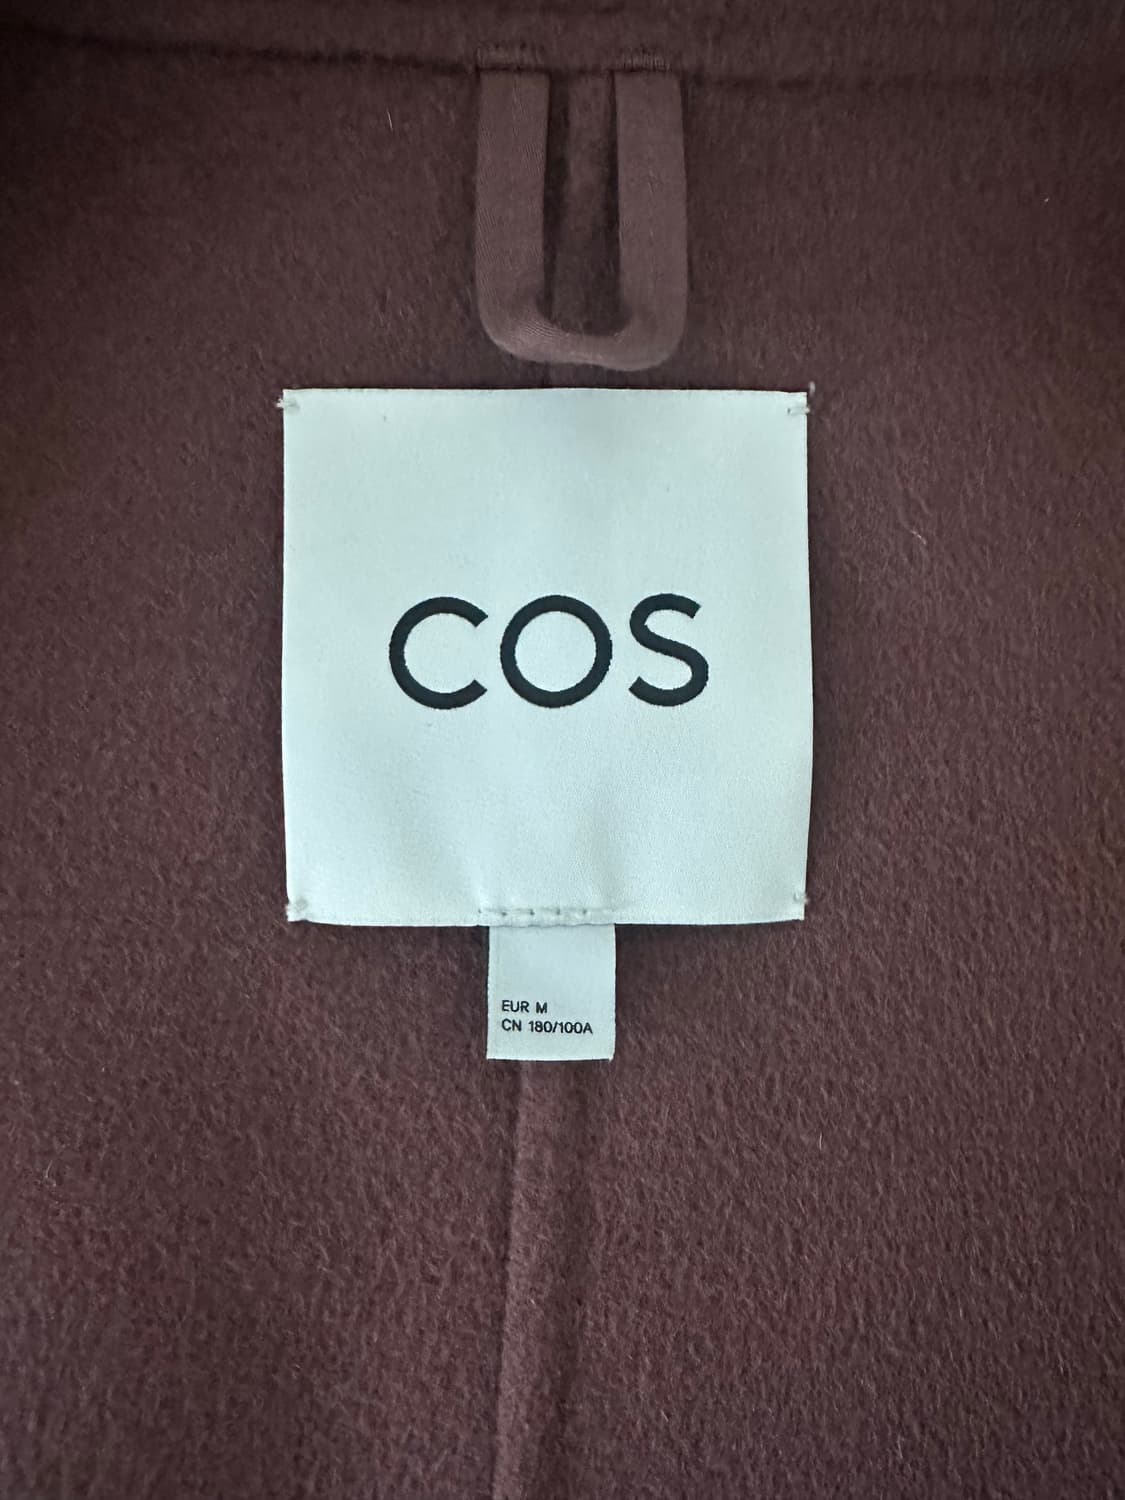 COS
EUR M
CN 180/100A